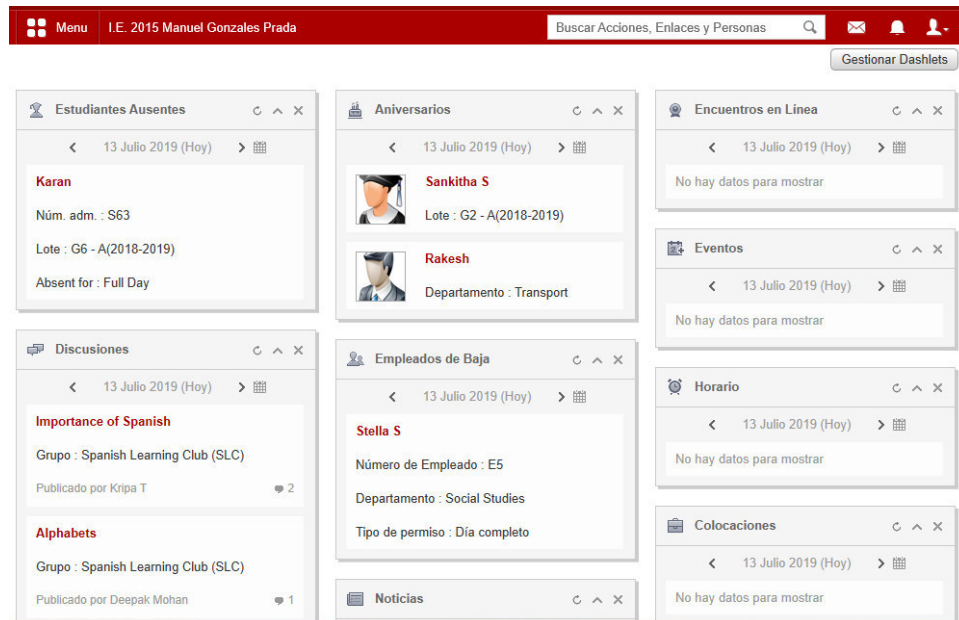 Menu
I.E. 2015 Manuel Gonzales Prada
Buscar Acciones, Enlaces y Personas
Gestionar Dashlets
Estudiantes Ausentes
13 Julio 2019 (Hoy)
Karan
Núm. adm. : S63
Lote : G6 - A(2018-2019)
Absent for : Full Day
Discusiones
13 Julio 2019 (Hoy)
Importance of Spanish
Grupo : Spanish Learning Club (SLC)
Publicado por Kripa T
2
Alphabets
Grupo : Spanish Learning Club (SLC)
Publicado por Deepak Mohan
1
Aniversarios
13 Julio 2019 (Hoy)
Sankitha S
Lote : G2 - A(2018-2019)
Rakesh
Departamento : Transport
Empleados de Baja
13 Julio 2019 (Hoy)
Stella S
Número de Empleado : E5
Departamento : Social Studies
Tipo de permiso : Día completo
Noticias
Encuentros en Línea
13 Julio 2019 (Hoy)
No hay datos para mostrar
Eventos
13 Julio 2019 (Hoy)
No hay datos para mostrar
Horario
13 Julio 2019 (Hoy)
No hay datos para mostrar
Colocaciones
13 Julio 2019 (Hoy)
No hay datos para mostrar